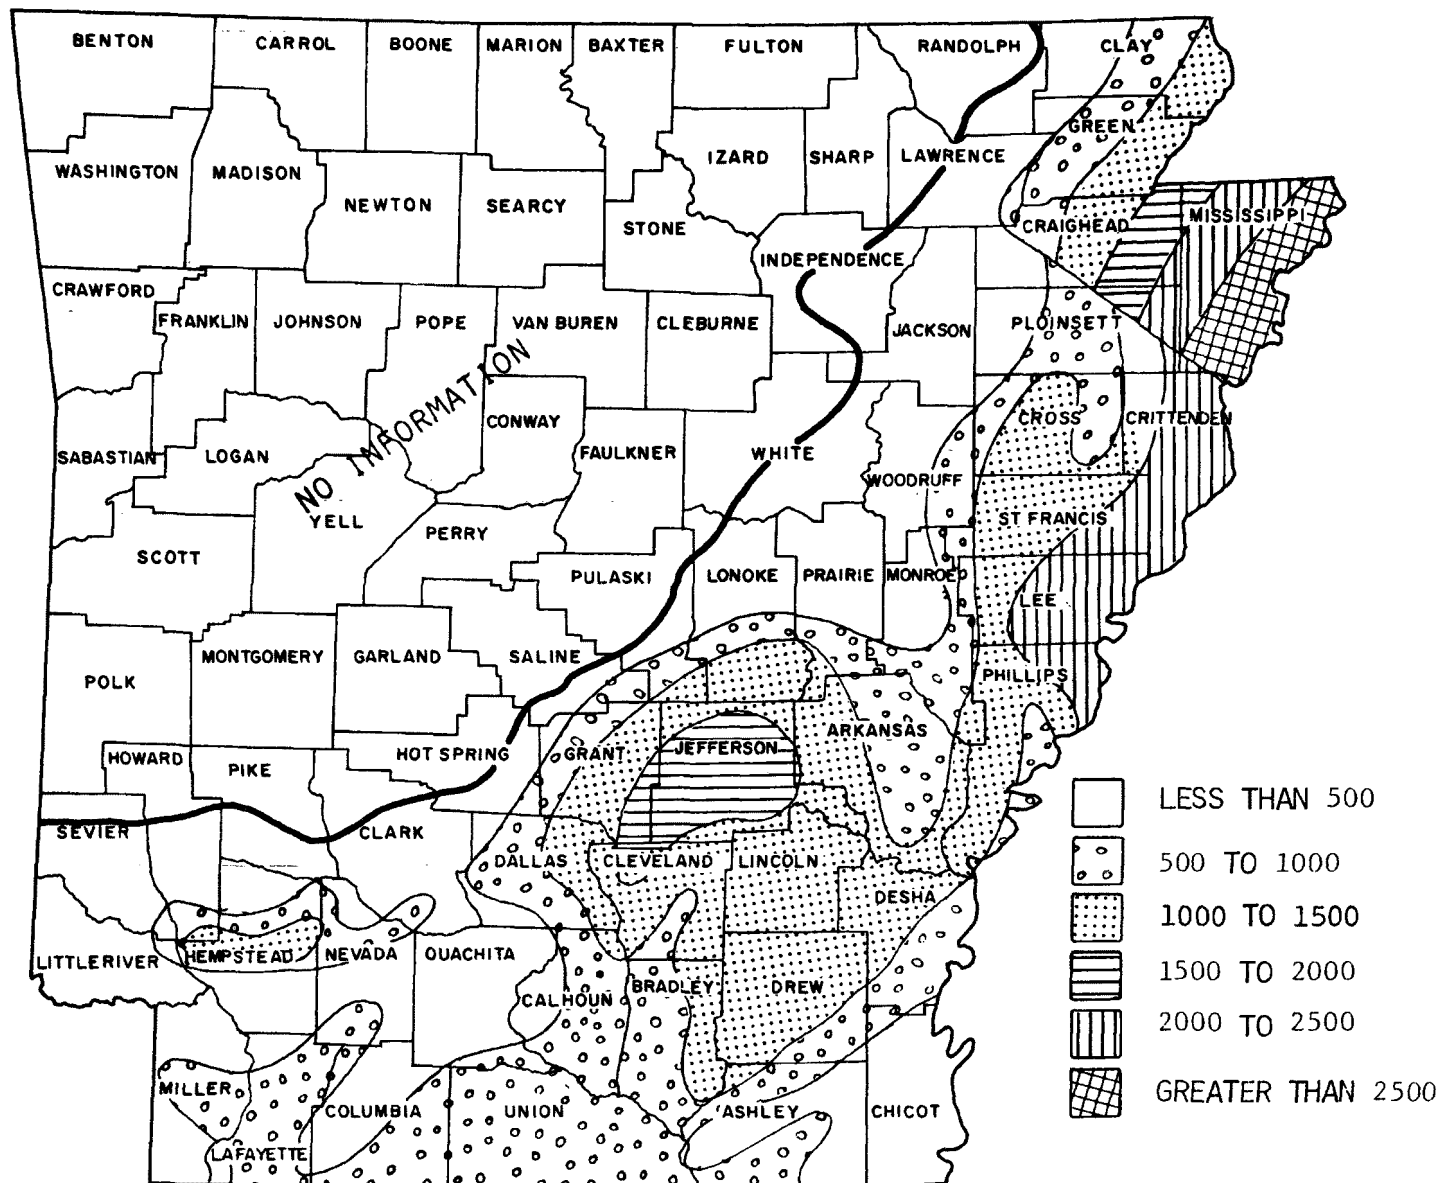 BENTON
CARROL
BOONE
MARION
BAXTER
FULTON
RANDOLPH
CLAY
GREEN
WASHINGTON
MADISON
IZARD
SHARP
LAWRENCE
NEWTON
SEARCY
STONE
CRAIGHEAD
MISSISSIPPI
INDEPENDENCE
CRAWFORD
FRANKLIN
JOHNSON
POPE
VAN BUREN
CLEBURNE
JACKSON
PLOINSETT
NO INFORMATION
CONWAY
CROSS
CRITTENDEN
SABASTIAN
LOGAN
FAULKNER
WHITE
WOODRUFF
YELL
PERRY
ST FRANCIS
SCOTT
PULASKI
LONOKE
PRAIRIE
MONROE
LEE
MONTGOMERY
GARLAND
SALINE
POLK
PHILLIPS
ARKANSAS
HOWARD
PIKE
HOT SPRING
GRANT
JEFFERSON
SEVIER
CLARK
DALLAS
CLEVELAND
LINCOLN
DESHA
LITTLERIVER
HEMPSTEAD
NEVADA
OUACHITA
CALHOUN
BRADLEY
DREW
MILLER
COLUMBIA
UNION
ASHLEY
CHICOT
LAFAYETTE
LESS THAN 500
500 TO 1000
1000 TO 1500
1500 TO 2000
2000 TO 2500
GREATER THAN 2500